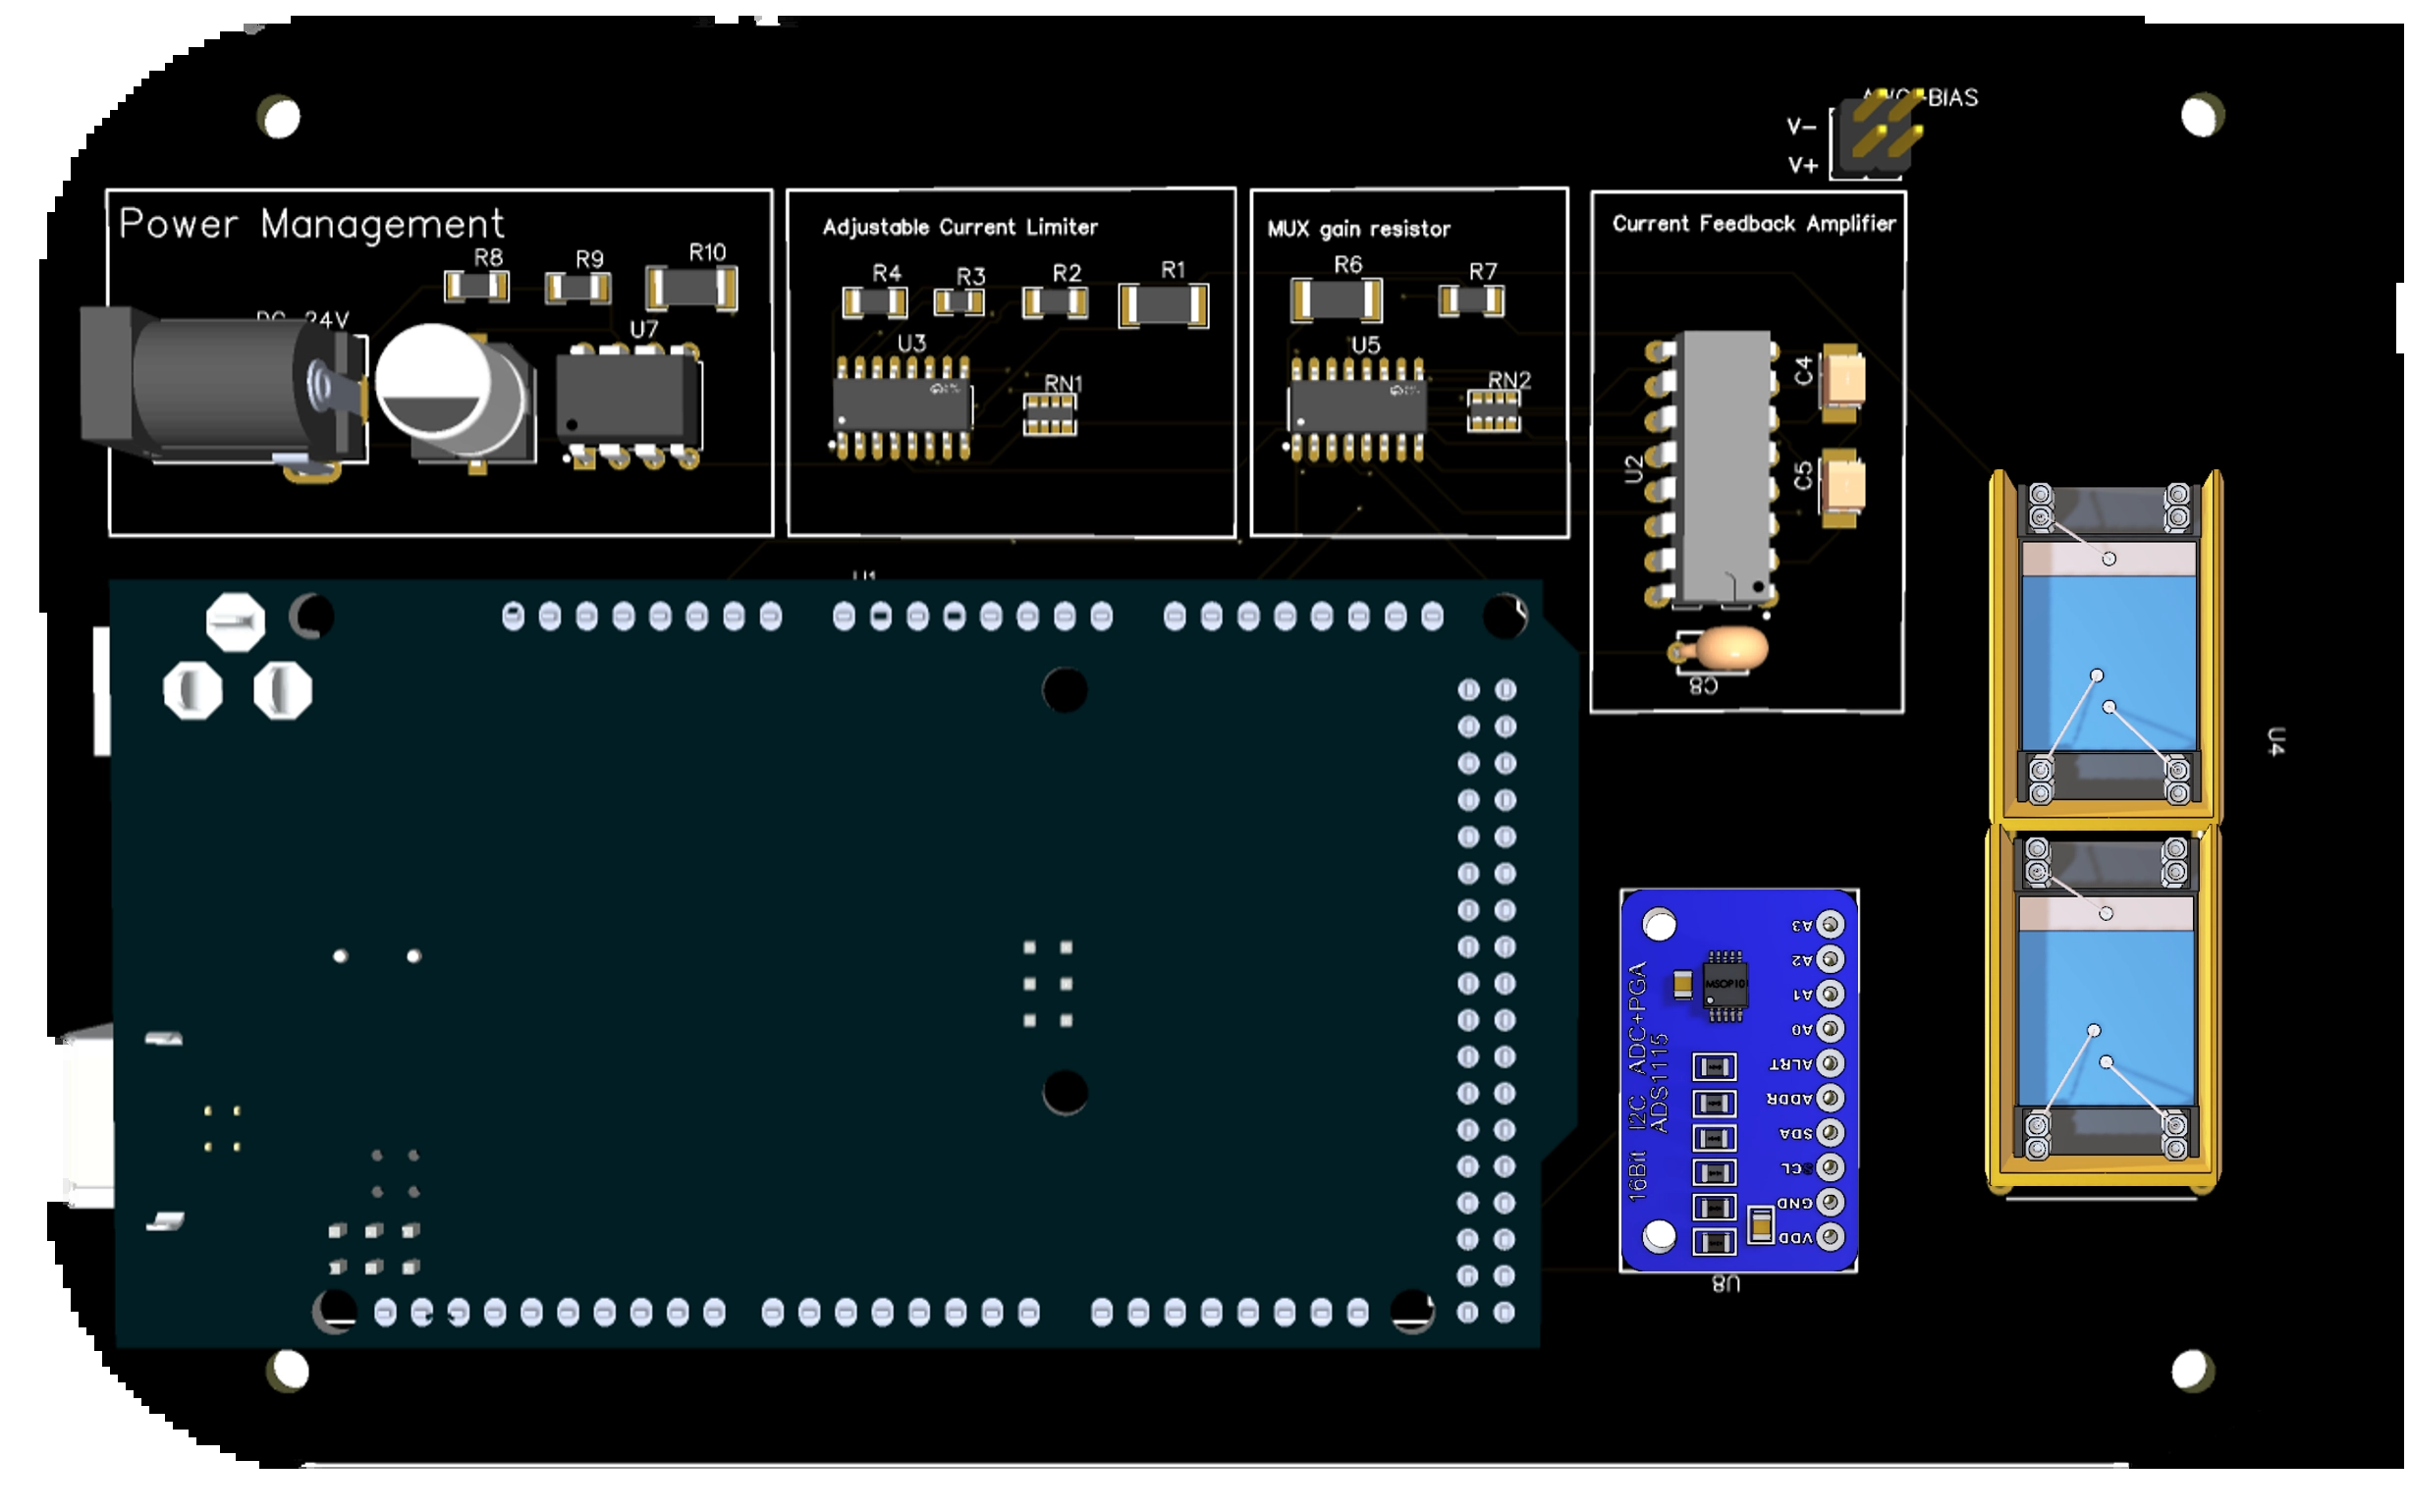 BIAS
V-
V+
Power Management
R8
R9
R10
24V
U7
Adjustable Current Limiter
R4
R3
R2
R1
U3
RN1
MUX gain resistor
R6
R7
U5
RN2
Current Feedback Amplifier
U2
C4
C5
C8
U1
U4
A3
A2
A1
A0
ALRT
ADDR
SDA
SCL
GND
VDD
MSOP10
16Bit I2C ADC+PGA
ADS1115
U8